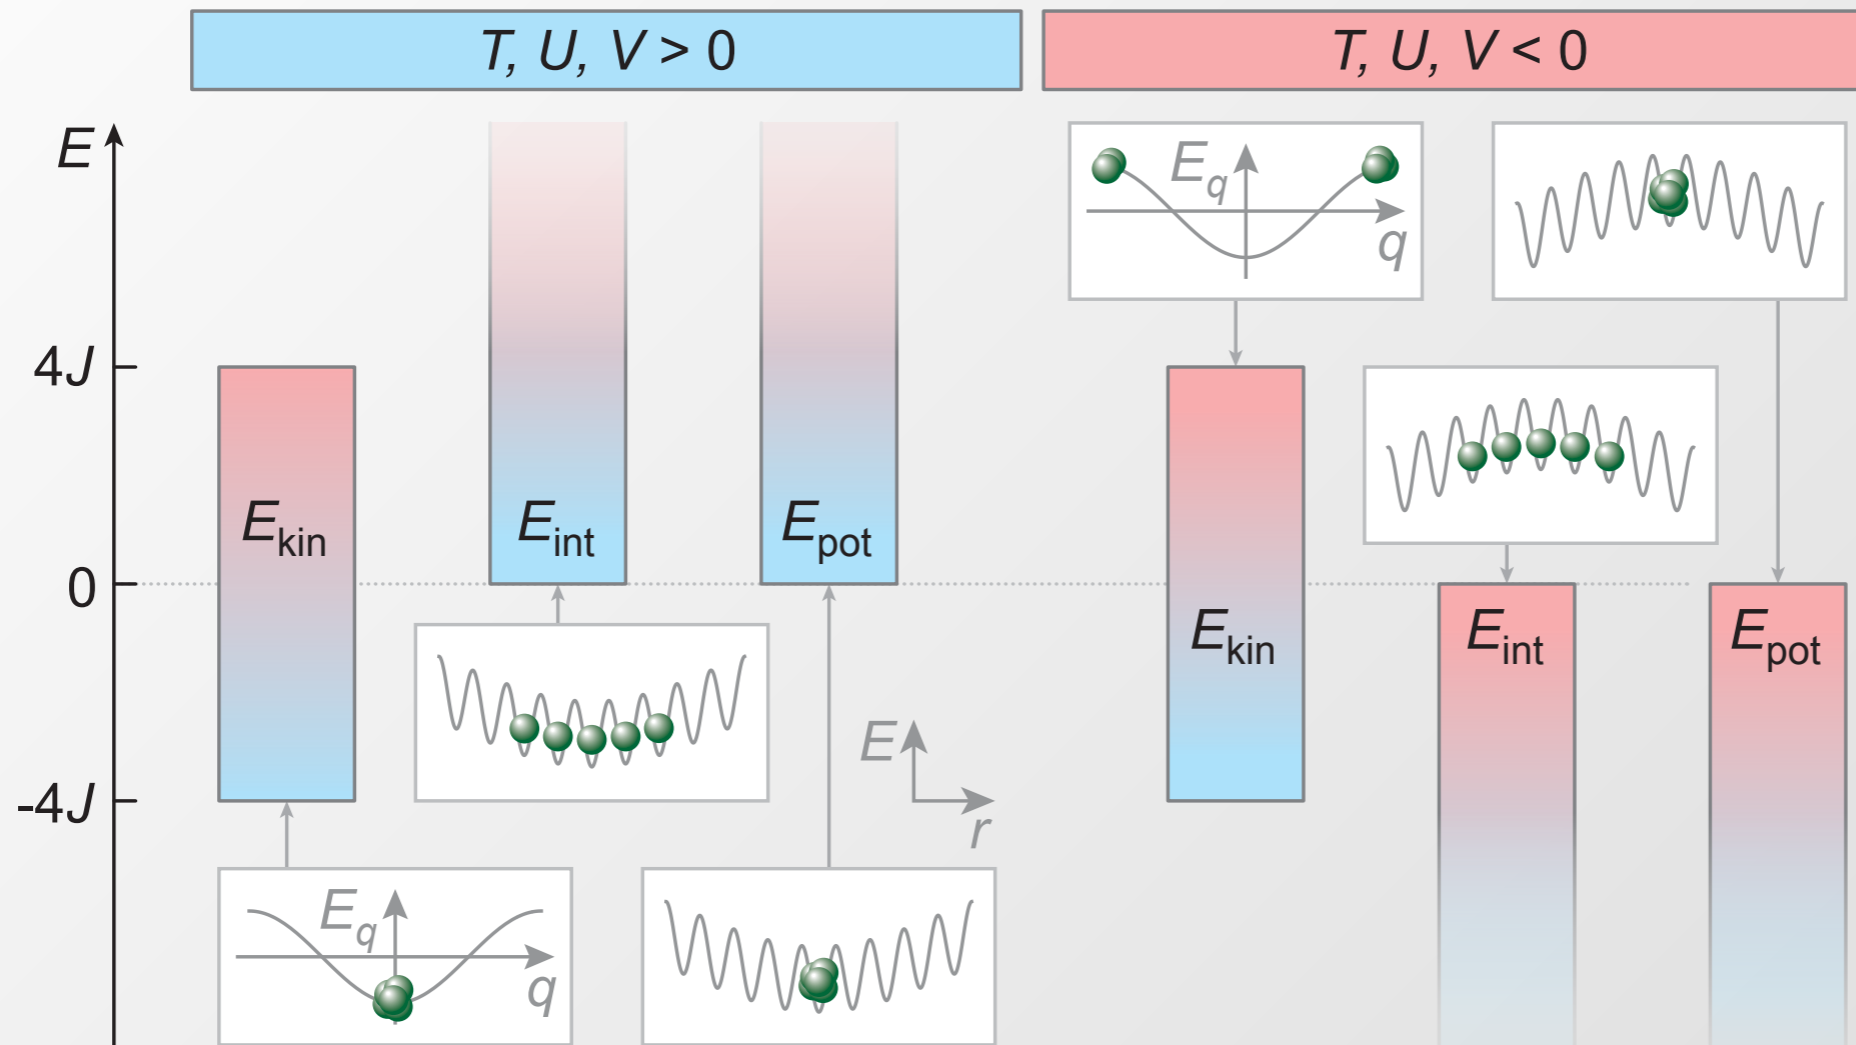 T, U, V > 0
T, U, V < 0
E
4J
0
-4J
E_kin
E_int
E_pot
E_q
q
E_q
q
E
r
E_kin
E_int
E_pot